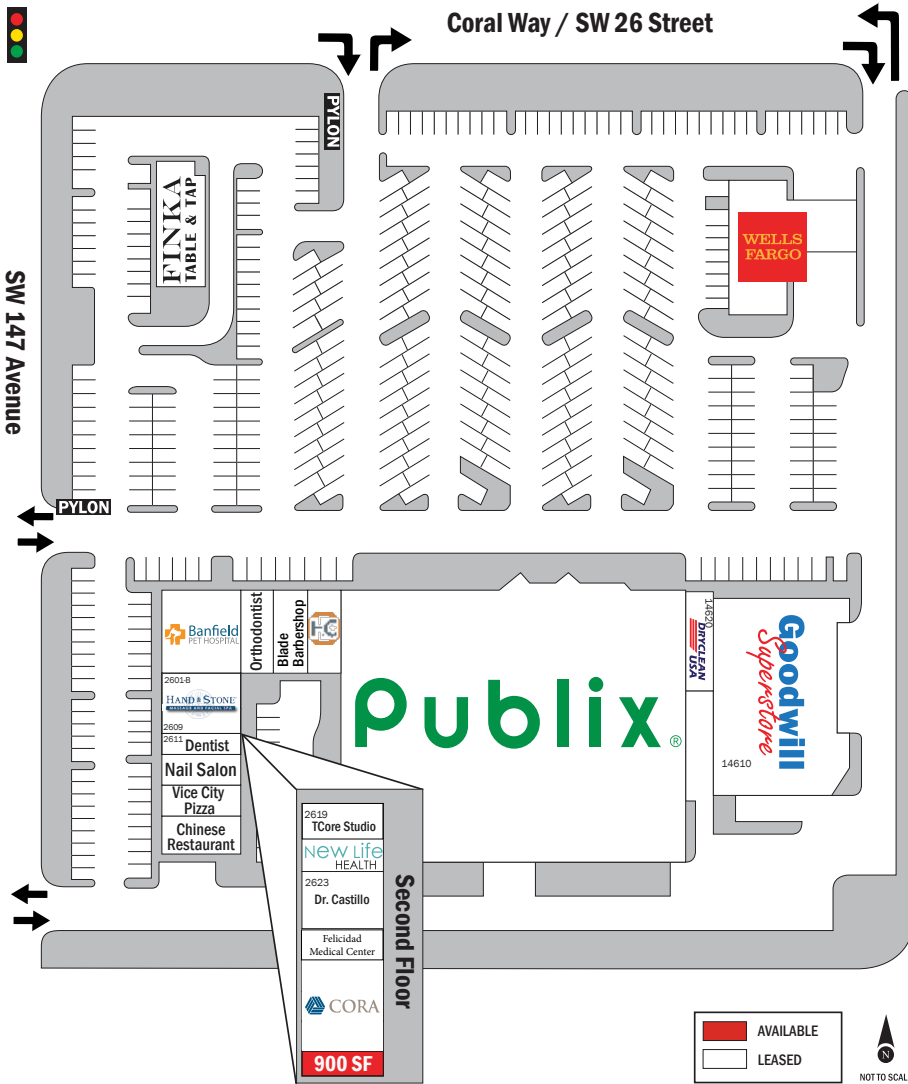 Coral Way / SW 26 Street
SW 147 Avenue
PYLON
FINKA
TABLE & TAP
WELLS
FARGO
PYLON
Banfield
PET HOSPITAL
Orthodontist
Blade
Barbershop
HC
2601-8
HAND & STONE
MASSAGE AND FACIAL SPA
2609
2611
Dentist
Nail Salon
Vice City
Pizza
Chinese
Restaurant
Publix®
14620
DRYCLEAN
USA
Goodwill
Superstore
14610
2619
TCore Studio
New Life
HEALTH
2623
Dr. Castillo
Felicidad
Medical Center
CORA
900 SF
Second Floor
AVAILABLE
LEASED
N
NOT TO SCAL